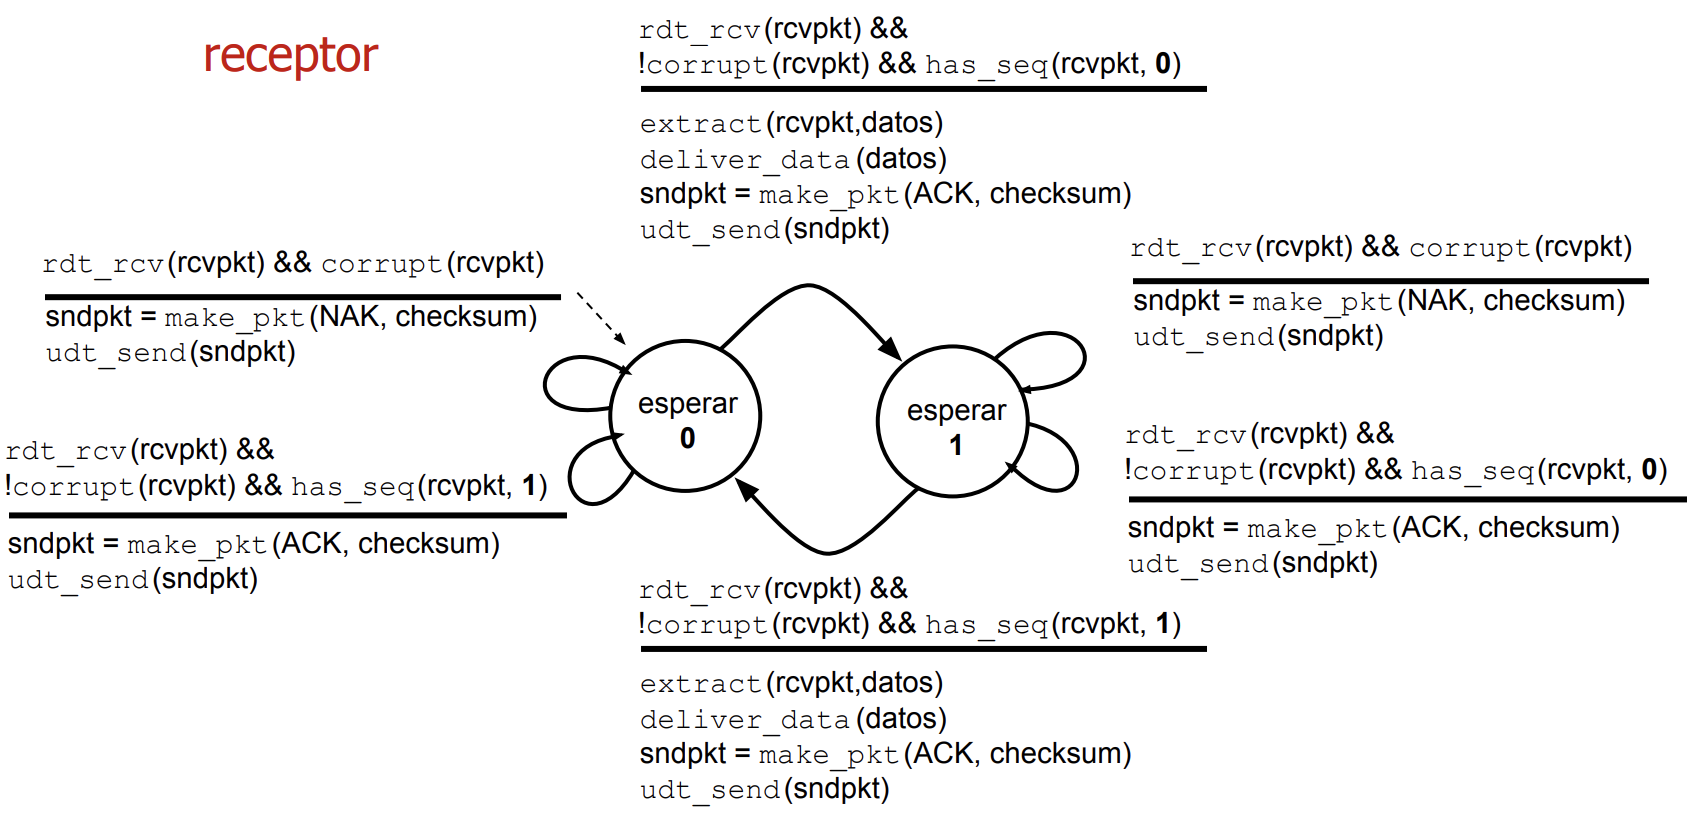 receptor
rdt_rcv(rcvpkt) &&
!corrupt(rcvpkt) && has_seq(rcvpkt, 0)
extract(rcvpkt,datos)
deliver_data(datos)
sndpkt = make_pkt(ACK, checksum)
udt_send(sndpkt)
rdt_rcv(rcvpkt) && corrupt(rcvpkt)
sndpkt = make_pkt(NAK, checksum)
udt_send(sndpkt)
rdt_rcv(rcvpkt) && corrupt(rcvpkt)
sndpkt = make_pkt(NAK, checksum)
udt_send(sndpkt)
esperar
0
esperar
1
rdt_rcv(rcvpkt) &&
!corrupt(rcvpkt) && has_seq(rcvpkt, 1)
sndpkt = make_pkt(ACK, checksum)
udt_send(sndpkt)
rdt_rcv(rcvpkt) &&
!corrupt(rcvpkt) && has_seq(rcvpkt, 0)
sndpkt = make_pkt(ACK, checksum)
udt_send(sndpkt)
rdt_rcv(rcvpkt) &&
!corrupt(rcvpkt) && has_seq(rcvpkt, 1)
extract(rcvpkt,datos)
deliver_data(datos)
sndpkt = make_pkt(ACK, checksum)
udt_send(sndpkt)